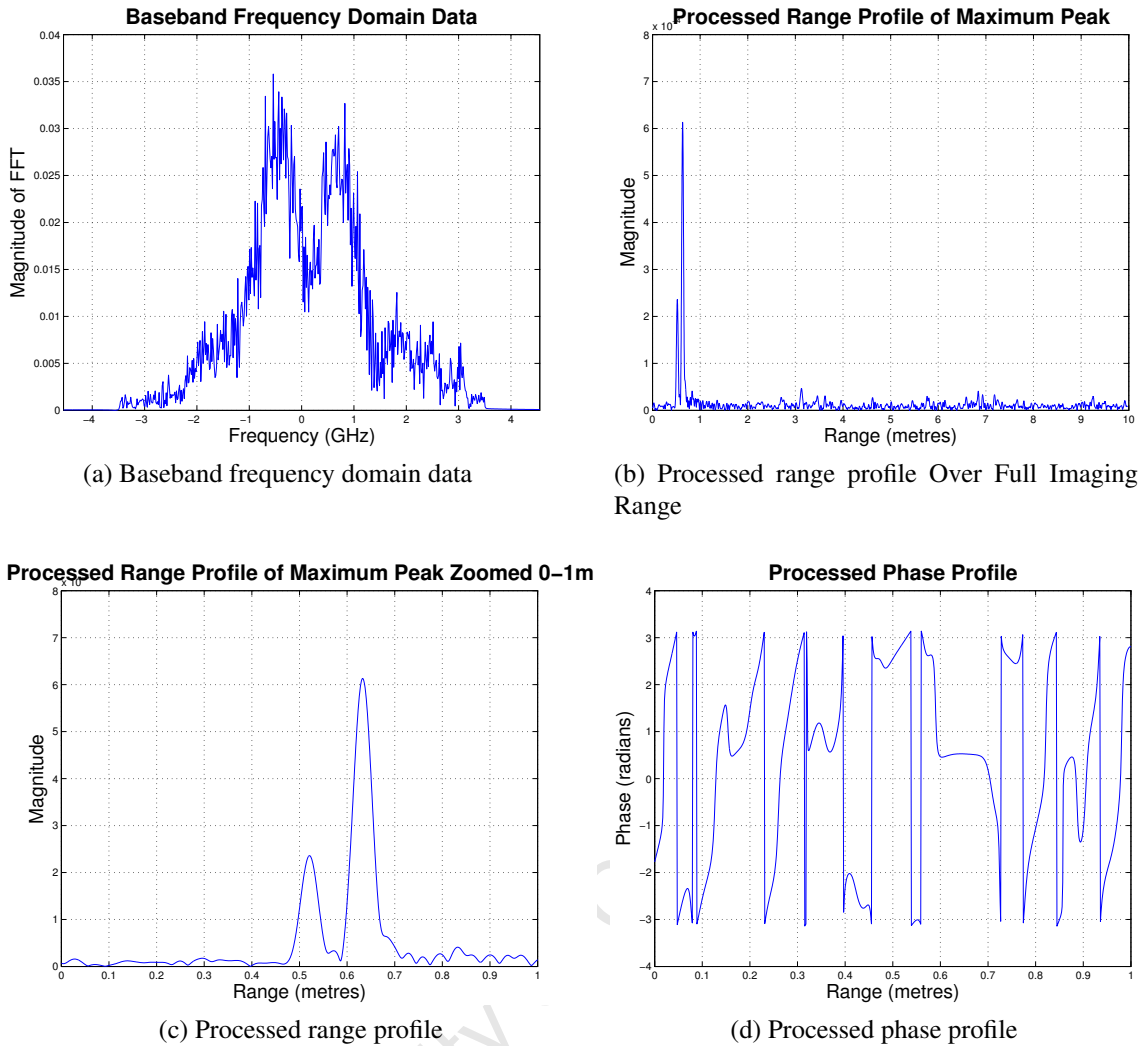 Baseband Frequency Domain Data
0.04
0.035
0.03
0.025
0.02
0.015
0.01
0.005
0
Magnitude of FFT
−4 −3 −2 −1 0 1 2 3 4
Frequency (GHz)
(a) Baseband frequency domain data
Processed Range Profile of Maximum Peak
x 10
8
7
6
5
4
3
2
1
0
Magnitude
0 1 2 3 4 5 6 7 8 9 10
Range (metres)
(b) Processed range profile Over Full Imaging
Range
Processed Range Profile of Maximum Peak Zoomed 0−1m
x 10
8
7
6
5
4
3
2
1
0
Magnitude
0 0.1 0.2 0.3 0.4 0.5 0.6 0.7 0.8 0.9 1
Range (metres)
(c) Processed range profile
Processed Phase Profile
4
3
2
1
0
−1
−2
−3
−4
Phase (radians)
0 0.1 0.2 0.3 0.4 0.5 0.6 0.7 0.8 0.9 1
Range (metres)
(d) Processed phase profile